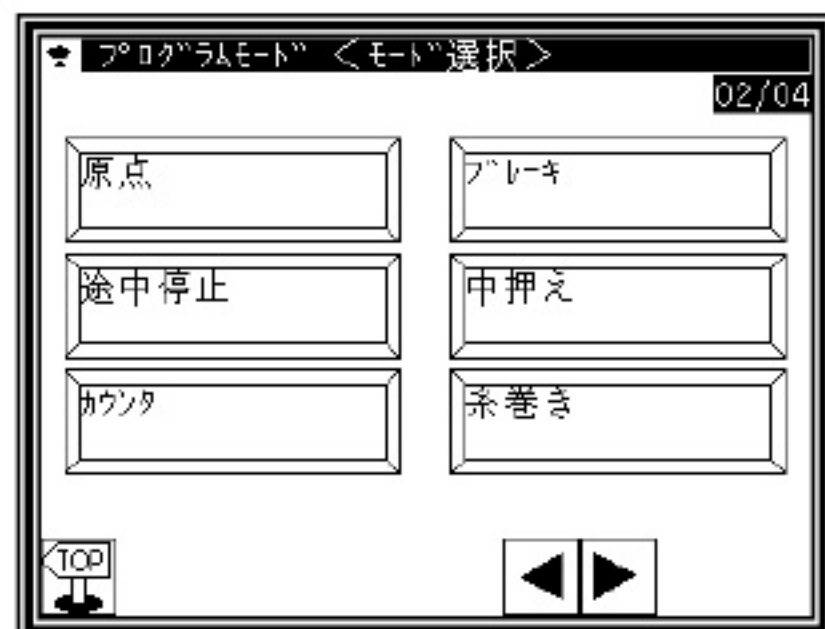 プログラムモード ＜モード選択＞
02/04
原点
ブレーキ
途中停止
中押え
カウンタ
糸巻き
TOP